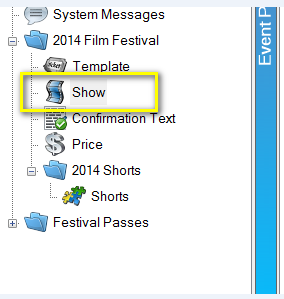 System Messages
2014 Film Festival
Template
Show
Confirmation Text
Price
2014 Shorts
Shorts
Festival Passes
Event P